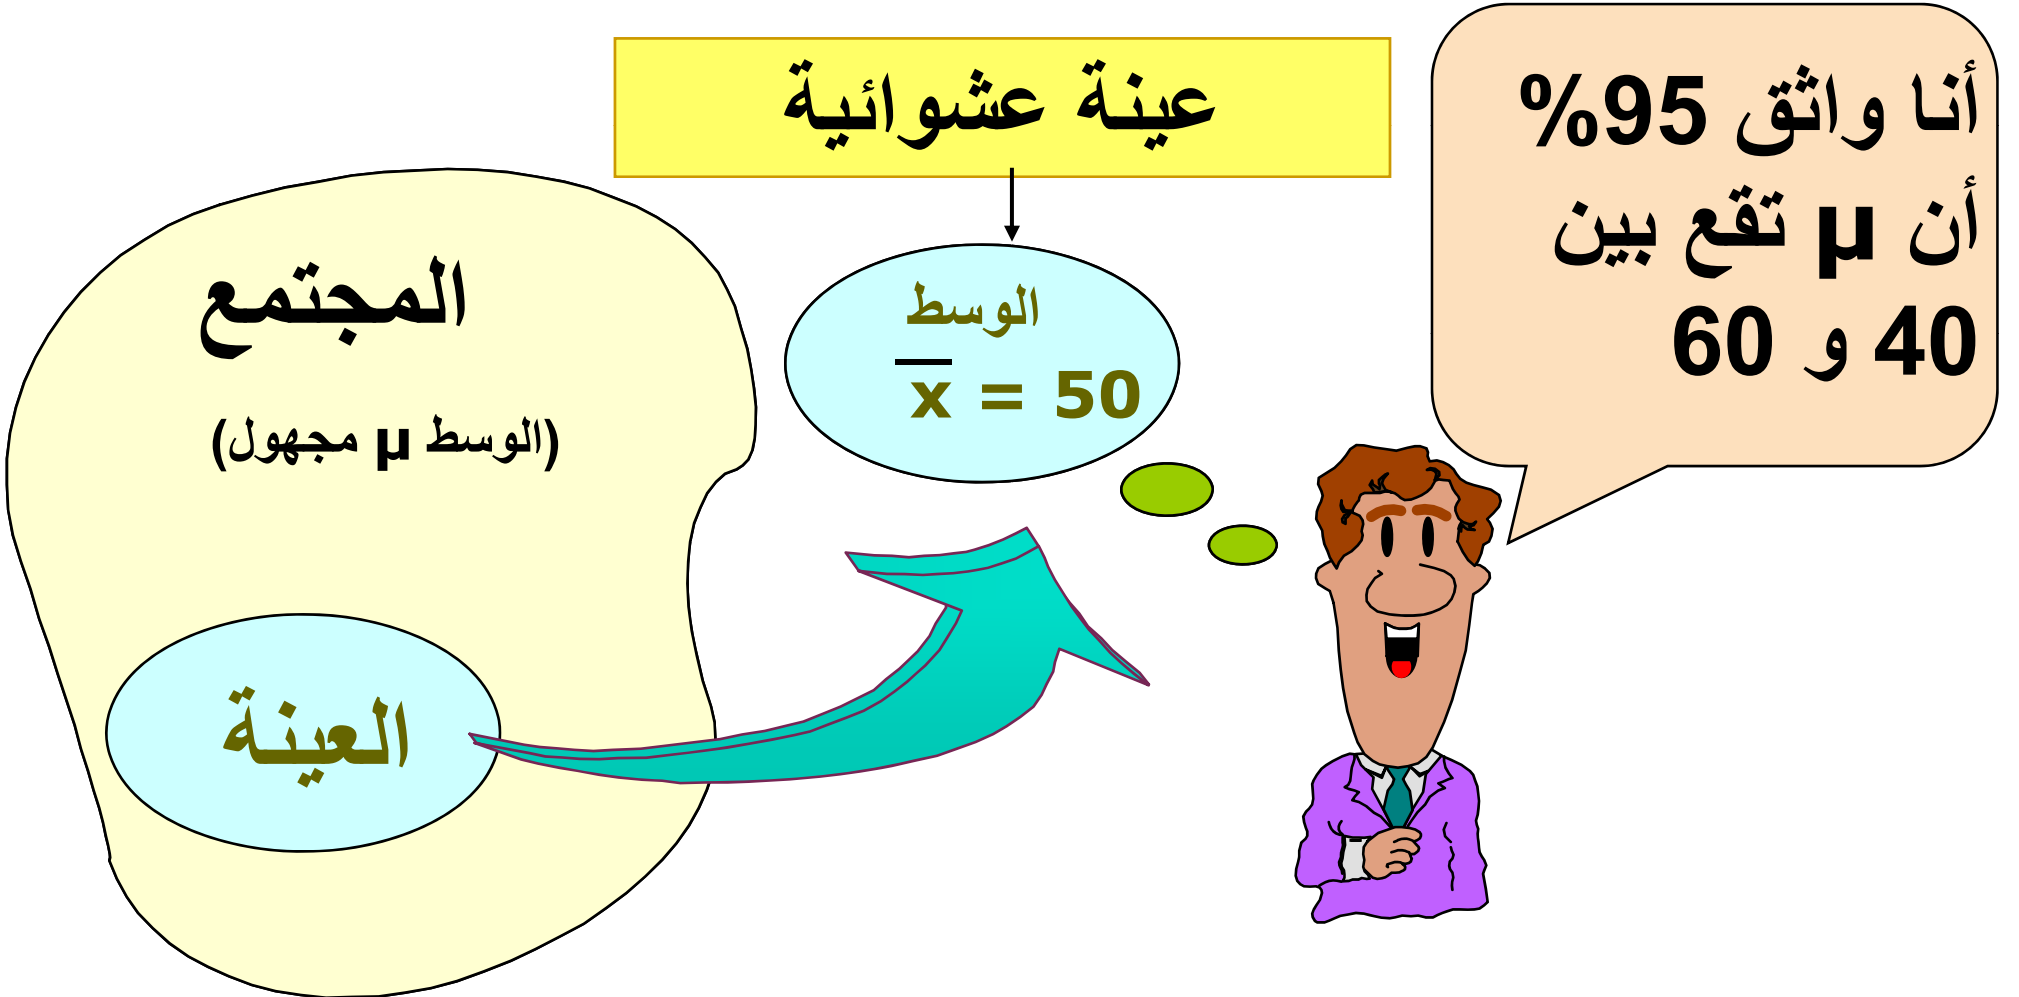 عينة عشوائية
أنا واثق 95%
أن μ تقع بين
40 و 60
الوسط
x̅ = 50
المجتمع
(الوسط μ مجهول)
العينة